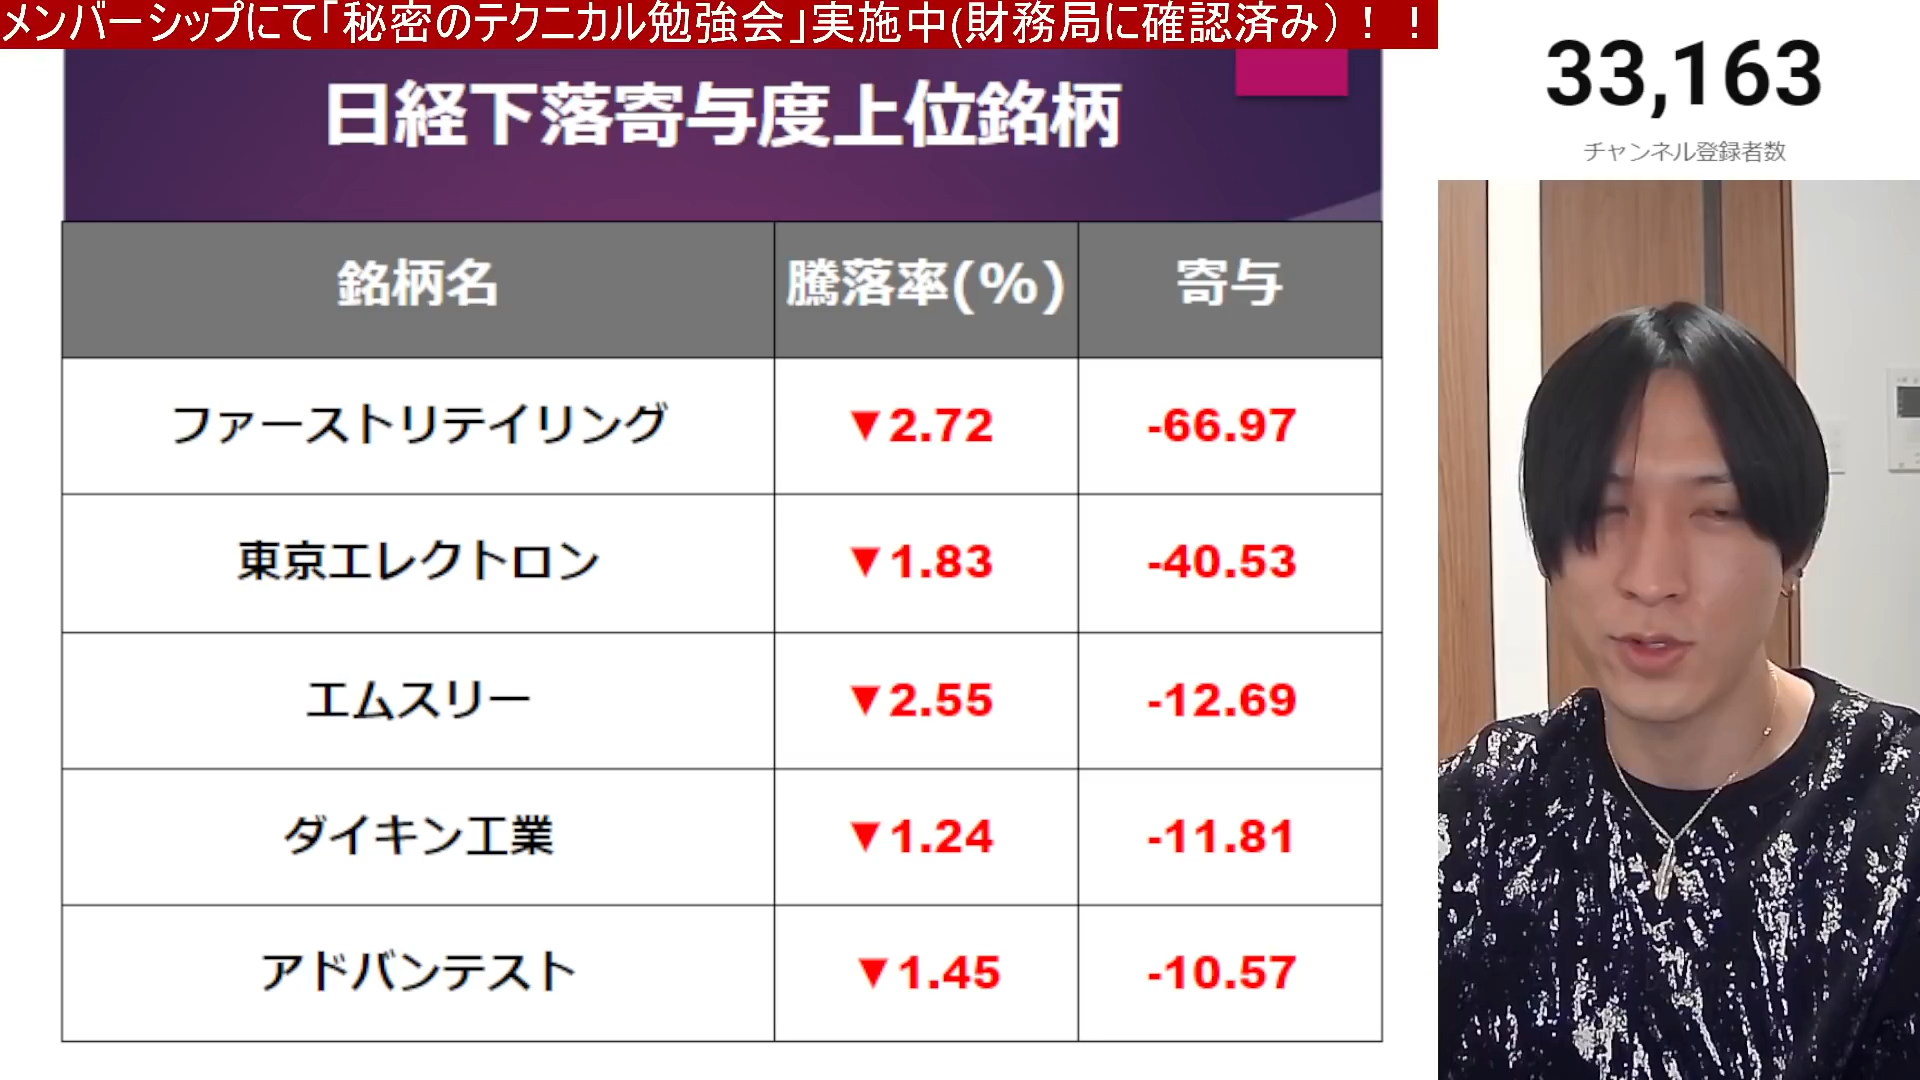 メンバーシップにて「秘密のテクニカル勉強会」実施中(財務局に確認済み）！！
33,163
チャンネル登録者数
日経下落寄与度上位銘柄
銘柄名 騰落率(%) 寄与
ファーストリテイリング ▼2.72 -66.97
東京エレクトロン ▼1.83 -40.53
エムスリー ▼2.55 -12.69
ダイキン工業 ▼1.24 -11.81
アドバンテスト ▼1.45 -10.57